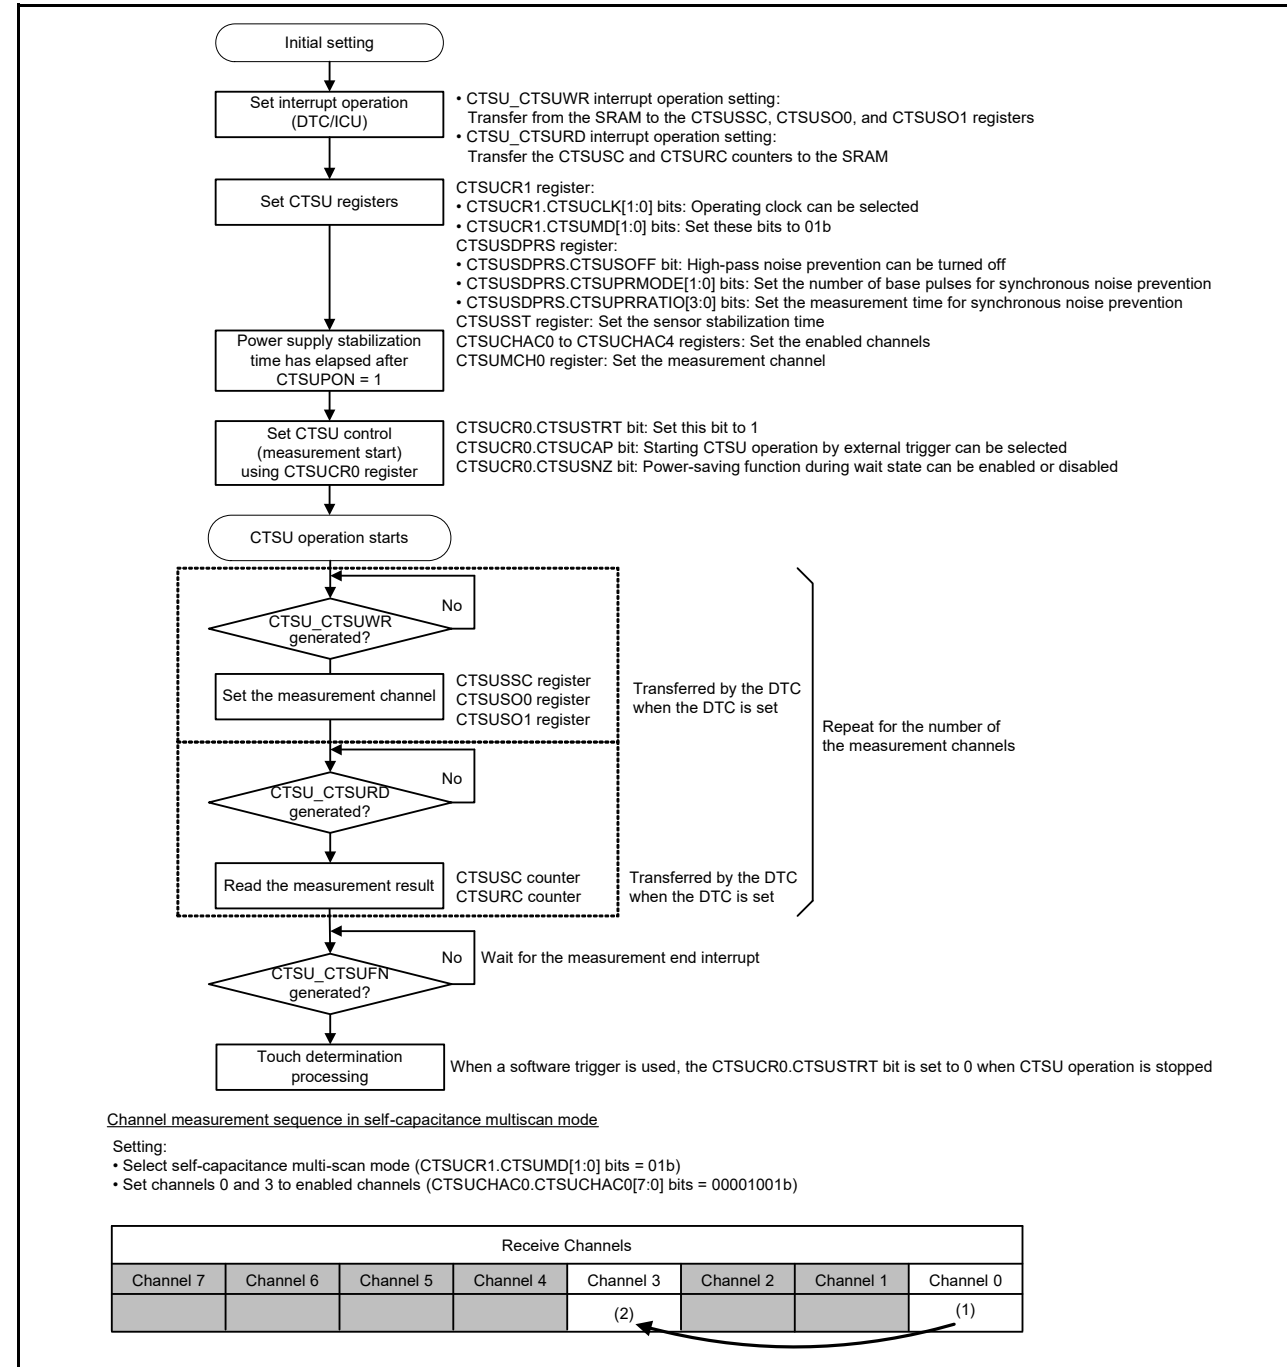 Initial setting
Set interrupt operation
(DTC/ICU)
• CTSU_CTSUWR interrupt operation setting:
Transfer from the SRAM to the CTSUSSC, CTSUSO0, and CTSUSO1 registers
• CTSU_CTSURD interrupt operation setting:
Transfer the CTSUSC and CTSURC counters to the SRAM
Set CTSU registers
CTSUCR1 register:
• CTSUCR1.CTSUCLK[1:0] bits: Operating clock can be selected
• CTSUCR1.CTSUMD[1:0] bits: Set these bits to 01b
CTSUSDPRS register:
• CTSUSDPRS.CTSUSOFF bit: High-pass noise prevention can be turned off
• CTSUSDPRS.CTSUPRMODE[1:0] bits: Set the number of base pulses for synchronous noise prevention
• CTSUSDPRS.CTSUPRRATIO[3:0] bits: Set the measurement time for synchronous noise prevention
CTSUSST register: Set the sensor stabilization time
CTSUCHAC0 to CTSUCHAC4 registers: Set the enabled channels
CTSUMCH0 register: Set the measurement channel
Power supply stabilization
time has elapsed after
CTSUPON = 1
Set CTSU control
(measurement start)
using CTSUCR0 register
CTSUCR0.CTSUSTRT bit: Set this bit to 1
CTSUCR0.CTSUCAP bit: Starting CTSU operation by external trigger can be selected
CTSUCR0.CTSUSNZ bit: Power-saving function during wait state can be enabled or disabled
CTSU operation starts
No
CTSU_CTSUWR
generated?
Set the measurement channel
CTSUSSC register
CTSUSO0 register
CTSUSO1 register
Transferred by the DTC
when the DTC is set
Repeat for the number of
the measurement channels
No
CTSU_CTSURD
generated?
Read the measurement result
CTSUSC counter
CTSURC counter
Transferred by the DTC
when the DTC is set
No
Wait for the measurement end interrupt
CTSU_CTSUFN
generated?
Touch determination
processing
When a software trigger is used, the CTSUCR0.CTSUSTRT bit is set to 0 when CTSU operation is stopped
Channel measurement sequence in self-capacitance multiscan mode
Setting:
• Select self-capacitance multi-scan mode (CTSUCR1.CTSUMD[1:0] bits = 01b)
• Set channels 0 and 3 to enabled channels (CTSUCHAC0.CTSUCHAC0[7:0] bits = 00001001b)
Receive Channels
Channel 7 Channel 6 Channel 5 Channel 4 Channel 3 Channel 2 Channel 1 Channel 0
(2) (1)